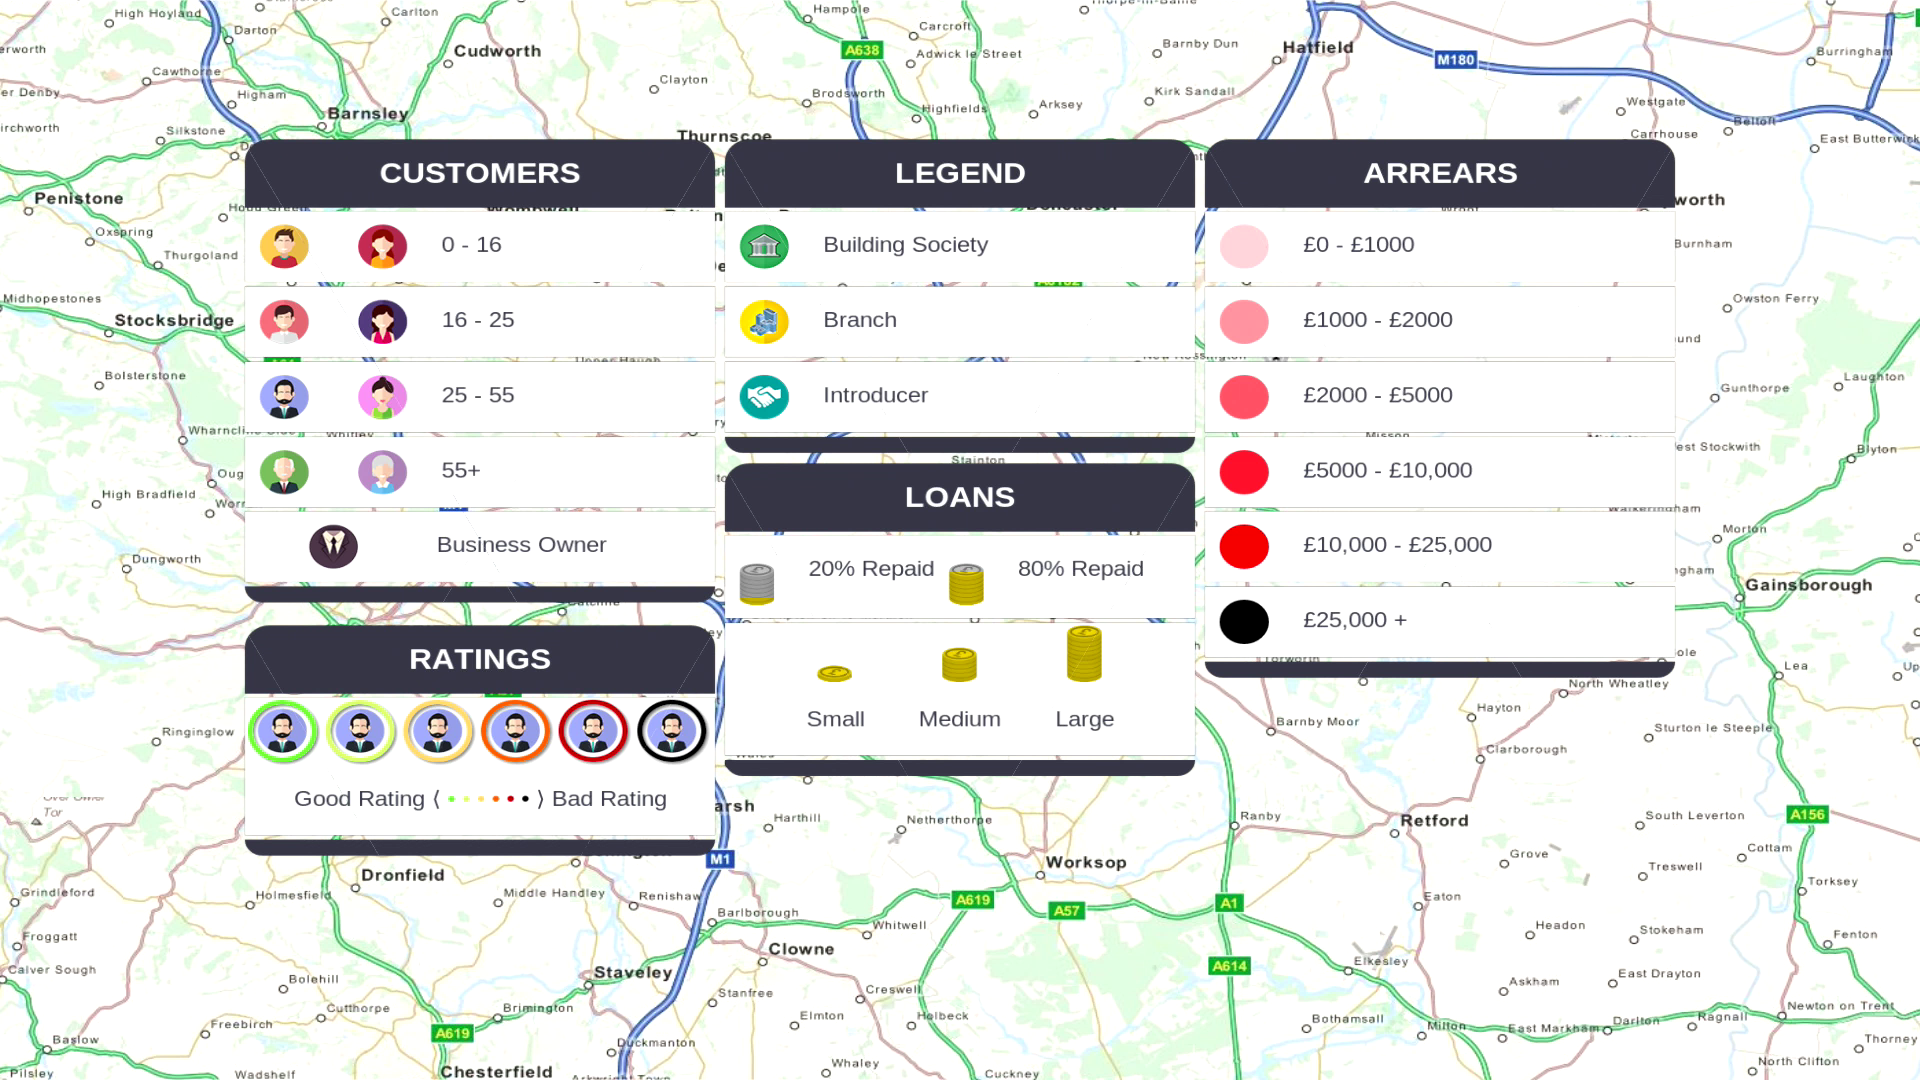 CUSTOMERS
0 - 16
16 - 25
25 - 55
55+
Business Owner
RATINGS
Good Rating ( ) Bad Rating
LEGEND
Building Society
Branch
Introducer
LOANS
20% Repaid 80% Repaid
Small Medium Large
ARREARS
£0 - £1000
£1000 - £2000
£2000 - £5000
£5000 - £10,000
£10,000 - £25,000
£25,000 +
High Hoyland
Darton
Carlton
Cudworth
Cawthorne
Higham
Barnsley
Silkstone
Penistone
Oxspring
Thurgoland
Midhopestones
Stocksbridge
Bolsterstone
High Bradfield
Dungworth
Ringinglow
Tor
Grindleford
Froggatt
Calver Sough
Baslow
Pilsley
Freebirch
Wadshelf
Bolehill
Cutthorpe
Holmesfield
Dronfield
Middle Handley
Renishaw
M1
Barlborough
Staveley
Brimington
A619
Chesterfield
Duckmanton
Stanfree
Clowne
Elmton
Whaley
Creswell
Holbeck
Cuckney
Whitwell
A619
A57
Worksop
Netherthorpe
Harthill
Hampole
Carcroft
A638
Adwick le Street
Clayton
Brodsworth
Highfields
Arksey
Thurnscoe
Barnby Dun
Kirk Sandall
Hatfield
M180
Burringham
Westgate
Beltoft
Carrhouse
East Butterwick
Burnham
Owston Ferry
Gunthorpe
Laughton
Blyton
Morton
Gainsborough
Lea
Stainton
North Wheatley
Hayton
Barnby Moor
Clarborough
Sturton le Steeple
Ranby
Retford
South Leverton
A156
Cottam
Grove
Treswell
Torksey
Eaton
A1
Headon
Stokeham
Fenton
A614
Elkesley
Askham
East Drayton
Bothamsall
Milton
East Markham
Darlton
Ragnall
Newton on Trent
Thorney
North Clifton